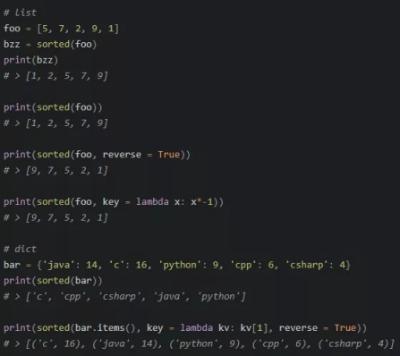 # list
foo = [5, 7, 2, 9, 1]
bzz = sorted(foo)
print(bzz)
# > [1, 2, 5, 7, 9]
print(sorted(foo))
# > [1, 2, 5, 7, 9]
print(sorted(foo, reverse = True))
# > [9, 7, 5, 2, 1]
print(sorted(foo, key = lambda x: x*-1))
# > [9, 7, 5, 2, 1]
# dict
bar = {'java': 14, 'c': 16, 'python': 9, 'cpp': 6, 'csharp': 4}
print(sorted(bar))
# > ['c', 'cpp', 'csharp', 'java', 'python']
print(sorted(bar.items(), key = lambda kv: kv[1], reverse = True))
# > [('c', 16), ('java', 14), ('python', 9), ('cpp', 6), ('csharp', 4)]